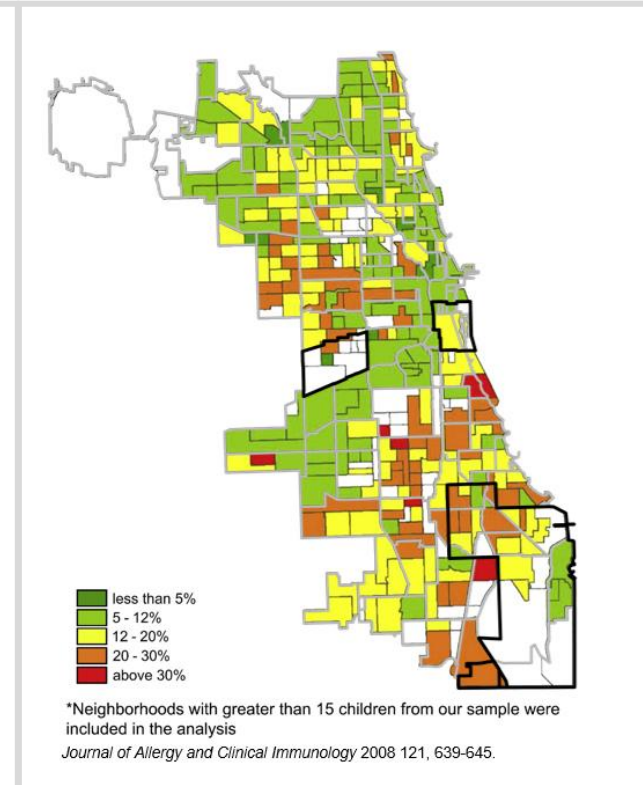 less than 5%
5 - 12%
12 - 20%
20 - 30%
above 30%
*Neighborhoods with greater than 15 children from our sample were
included in the analysis
Journal of Allergy and Clinical Immunology 2008 121, 639-645.